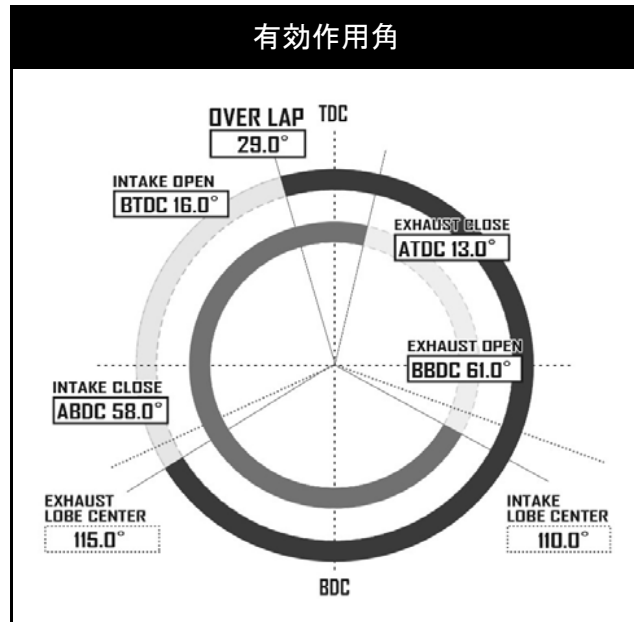 有効作用角
OVER LAP
29.0°
TDC
INTAKE OPEN
BTDC 16.0°
EXHAUST CLOSE
ATDC 13.0°
EXHAUST OPEN
BBDC 61.0°
INTAKE CLOSE
ABDC 58.0°
EXHAUST
LOBE CENTER
115.0°
INTAKE
LOBE CENTER
110.0°
BDC